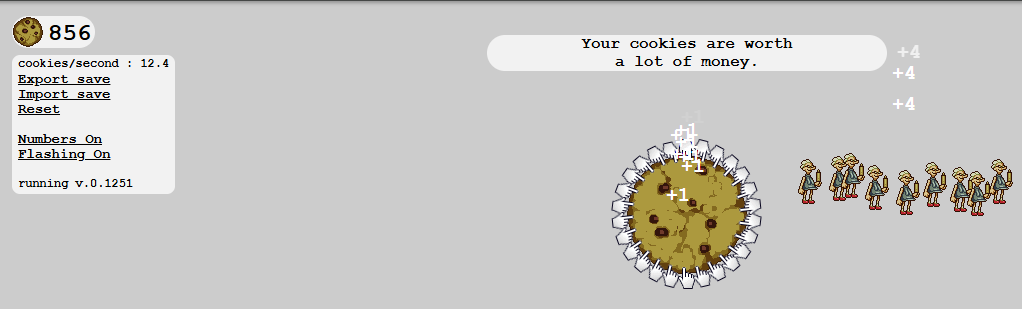 856
cookies/second : 12.4
Export save
Import save
Reset
Numbers On
Flashing On
running v.0.1251
Your cookies are worth
a lot of money.
+4
+4
+4
+1
+1
+1
+1
+1